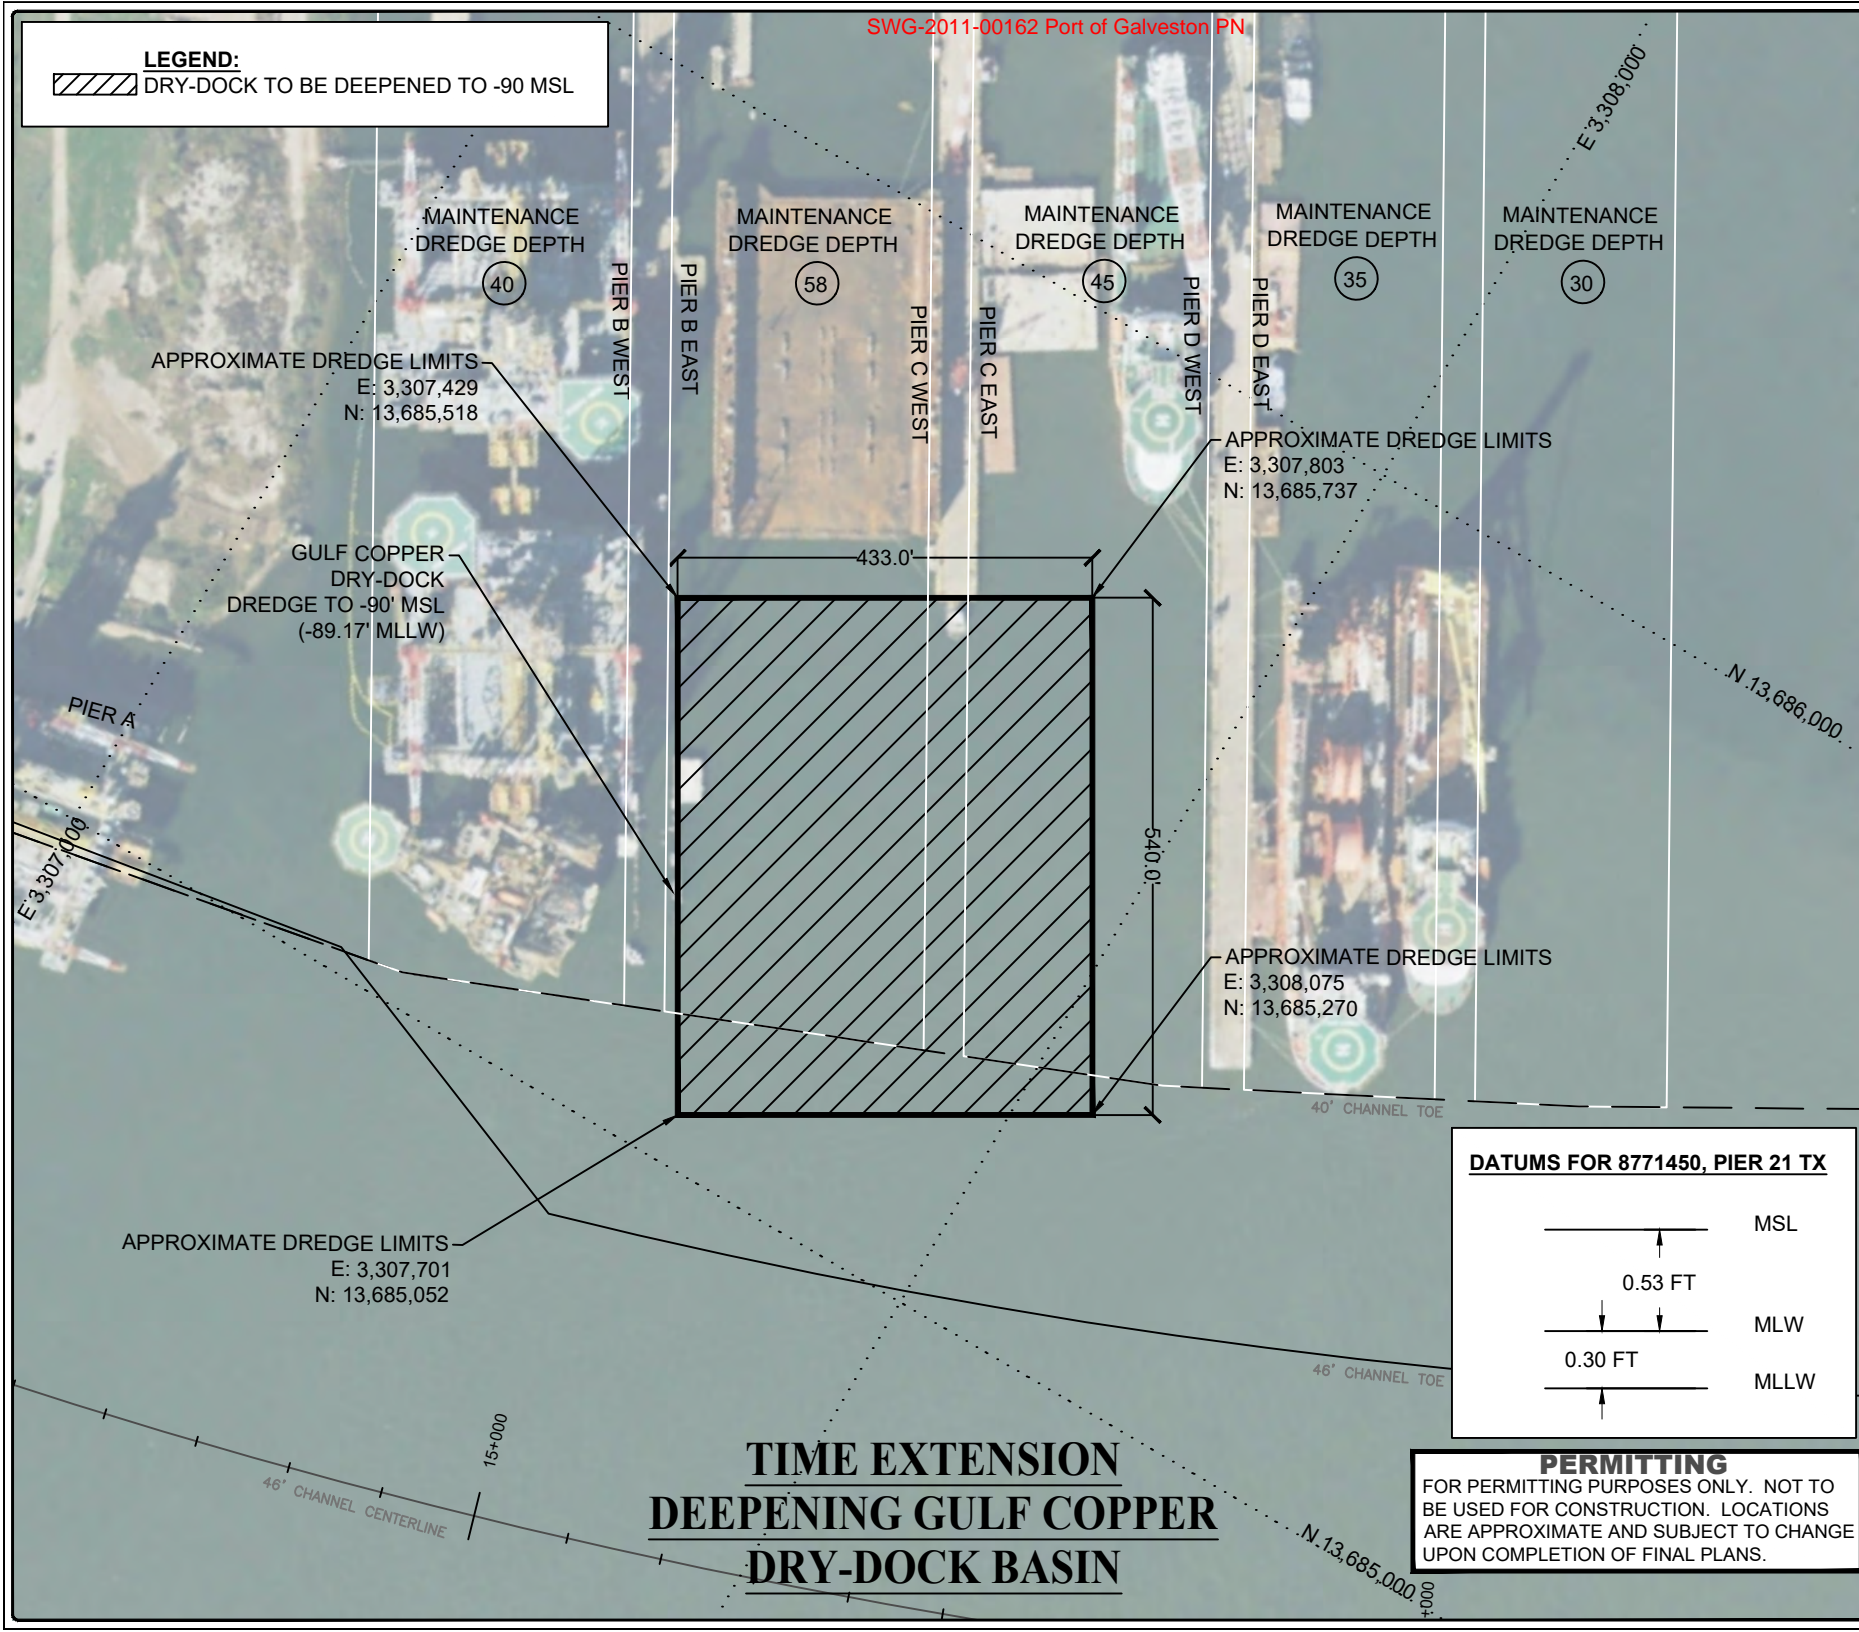 SWG-2011-00162 Port of Galveston PN
LEGEND:
DRY-DOCK TO BE DEEPENED TO -90 MSL
E 3,308,000
MAINTENANCE
DREDGE DEPTH
40
MAINTENANCE
DREDGE DEPTH
58
MAINTENANCE
DREDGE DEPTH
45
MAINTENANCE
DREDGE DEPTH
35
MAINTENANCE
DREDGE DEPTH
30
PIER B WEST
PIER B EAST
PIER C WEST
PIER C EAST
PIER D WEST
PIER D EAST
APPROXIMATE DREDGE LIMITS
E: 3,307,429
N: 13,685,518
APPROXIMATE DREDGE LIMITS
E: 3,307,803
N: 13,685,737
GULF COPPER
DRY-DOCK
DREDGE TO -90' MSL
(-89.17' MLLW)
433.0'
540.0'
N 13,686,000
PIER A
E 3,307,000
APPROXIMATE DREDGE LIMITS
E: 3,308,075
N: 13,685,270
40' CHANNEL TOE
APPROXIMATE DREDGE LIMITS
E: 3,307,701
N: 13,685,052
DATUMS FOR 8771450, PIER 21 TX
MSL
0.53 FT
MLW
0.30 FT
MLLW
46' CHANNEL TOE
15+000
46' CHANNEL CENTERLINE
TIME EXTENSION
DEEPENING GULF COPPER
DRY-DOCK BASIN
N 13,685,000
PERMITTING
FOR PERMITTING PURPOSES ONLY. NOT TO
BE USED FOR CONSTRUCTION. LOCATIONS
ARE APPROXIMATE AND SUBJECT TO CHANGE
UPON COMPLETION OF FINAL PLANS.